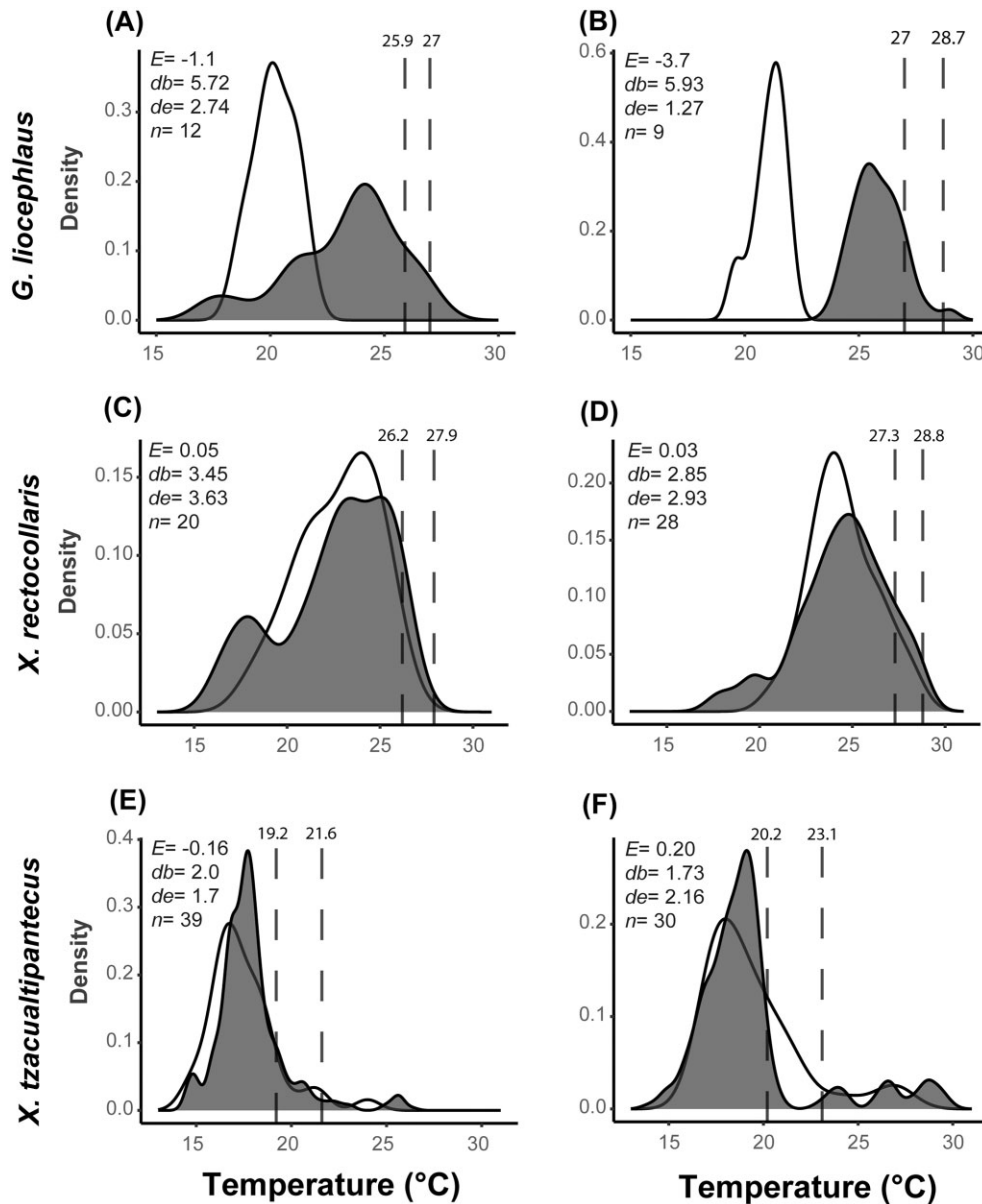 (A)
25.9 27
E= -1.1
db= 5.72
de= 2.74
n= 12
0.3
0.2
0.1
0.0
Density
15 20 25 30
G. liocephlaus
(B)
27 28.7
E= -3.7
db= 5.93
de= 1.27
n= 9
0.6
0.4
0.2
0.0
15 20 25 30
(C)
26.2 27.9
E= 0.05
db= 3.45
de= 3.63
n= 20
0.15
0.10
0.05
0.00
Density
15 20 25 30
X. rectocollaris
(D)
27.3 28.8
E= 0.03
db= 2.85
de= 2.93
n= 28
0.20
0.15
0.10
0.05
0.00
15 20 25 30
(E)
19.2 21.6
E= -0.16
db= 2.0
de= 1.7
n= 39
0.4
0.3
0.2
0.1
0.0
Density
15 20 25 30
Temperature (°C)
X. tzacualtipantecus
(F)
20.2 23.1
E= 0.20
db= 1.73
de= 2.16
n= 30
0.2
0.1
0.0
15 20 25 30
Temperature (°C)